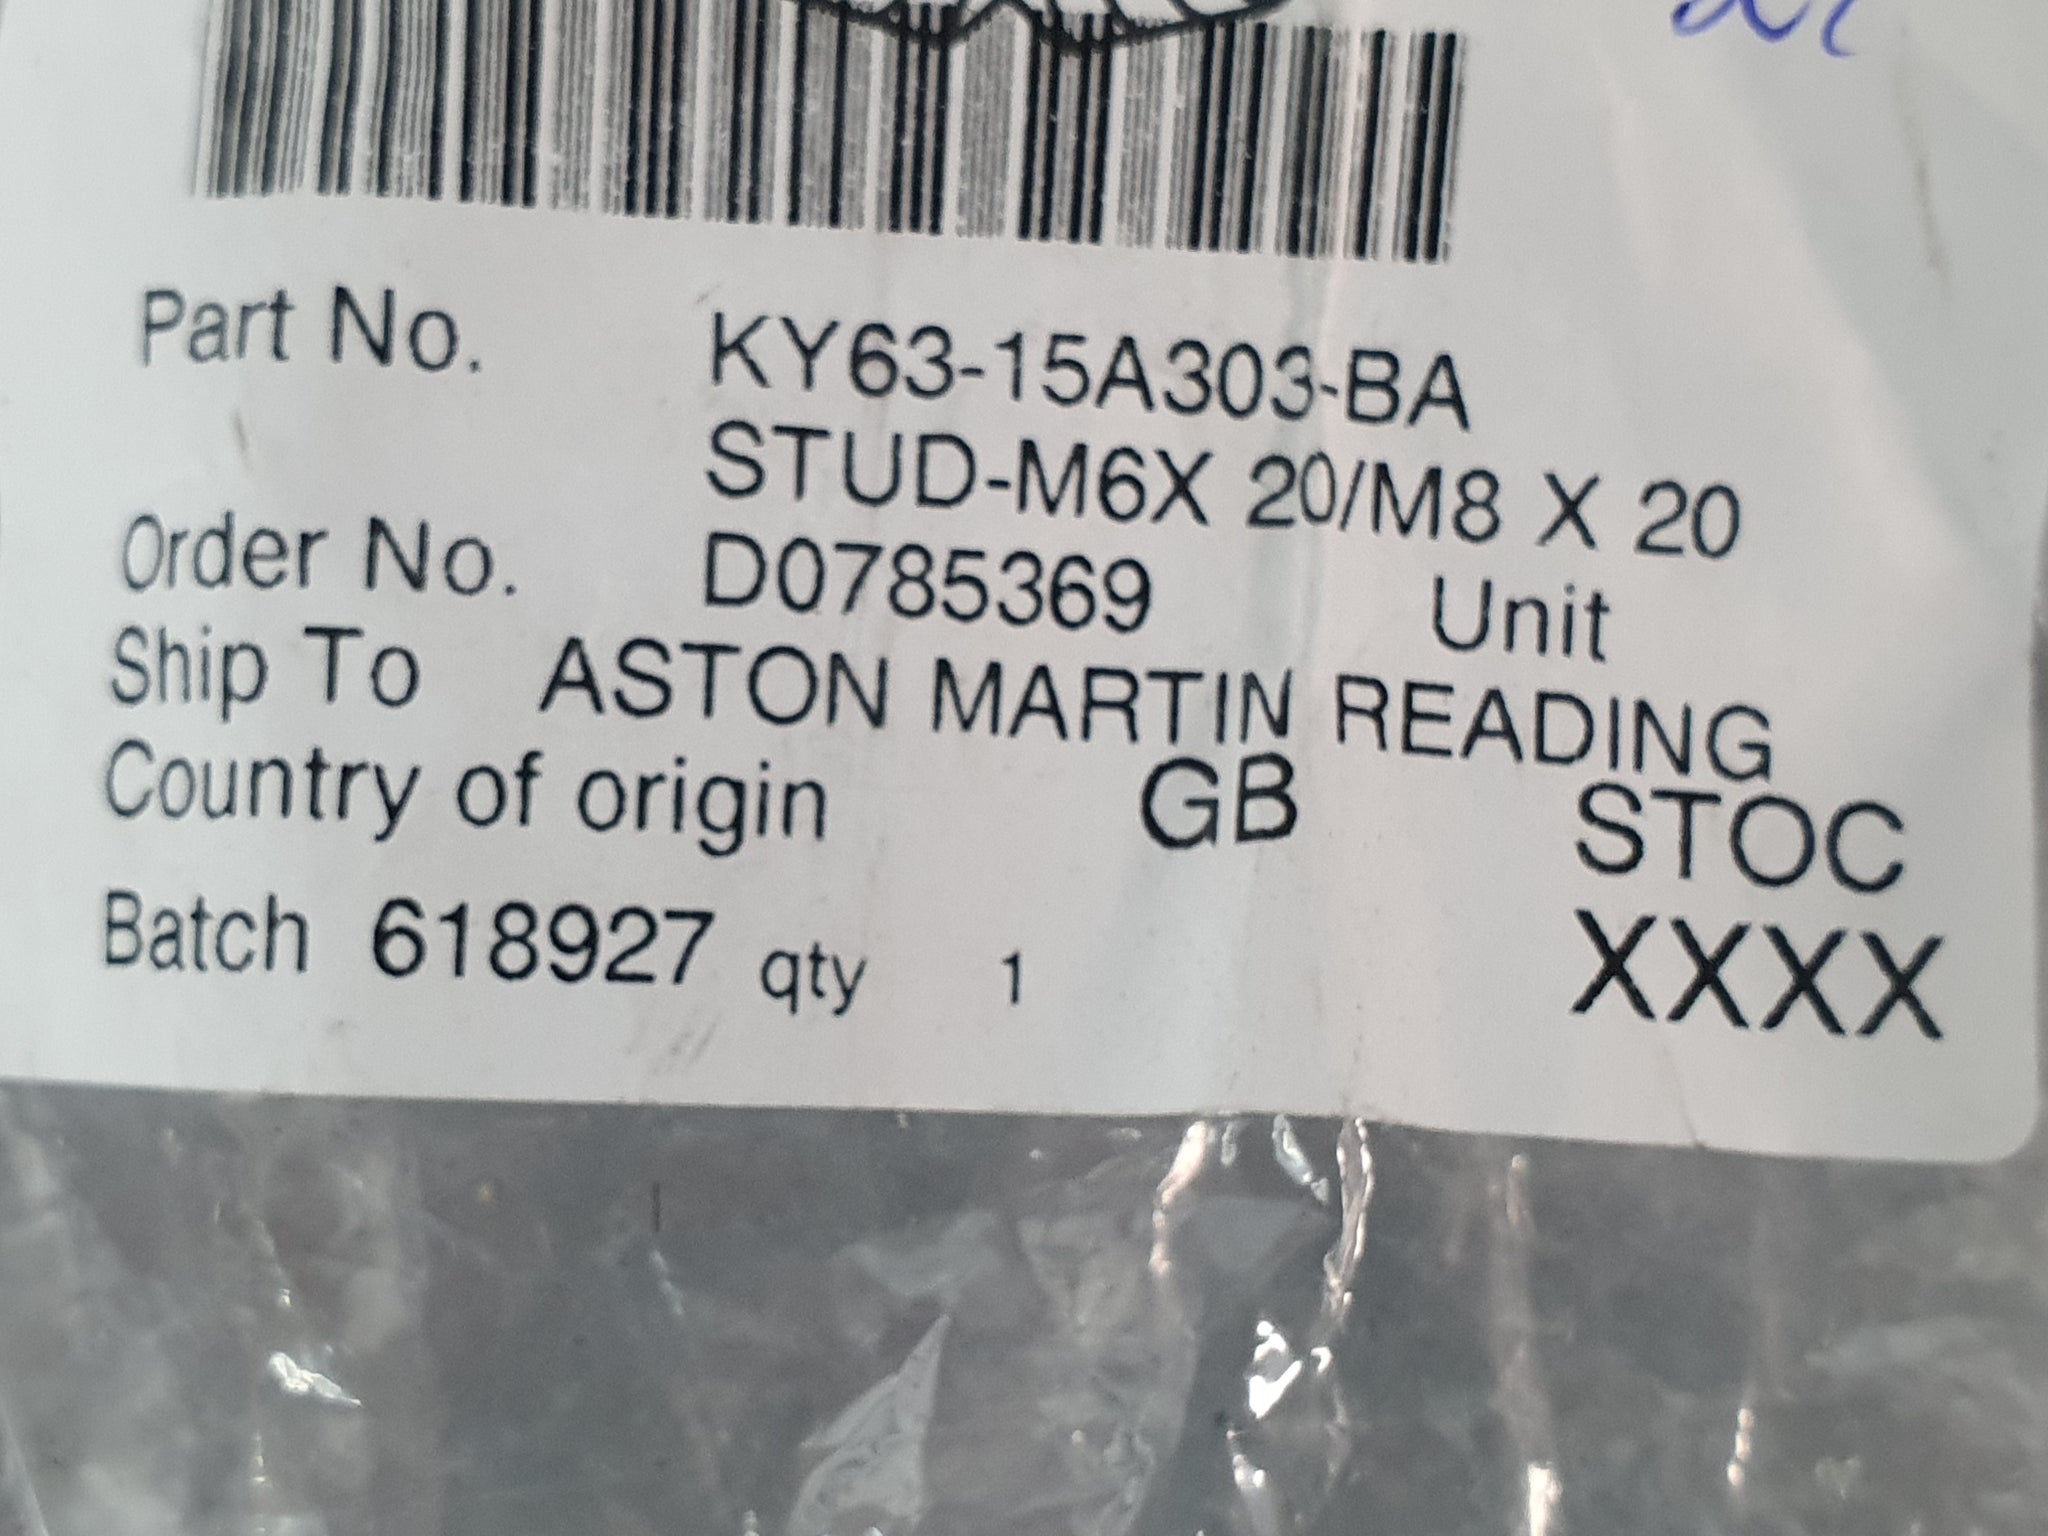 Part No. KY63-15A303-BA
STUD-M6X 20/M8 X 20
Order No. D0785369 Unit
Ship To ASTON MARTIN READING
Country of origin GB STOC
Batch 618927 qty 1 XXXX